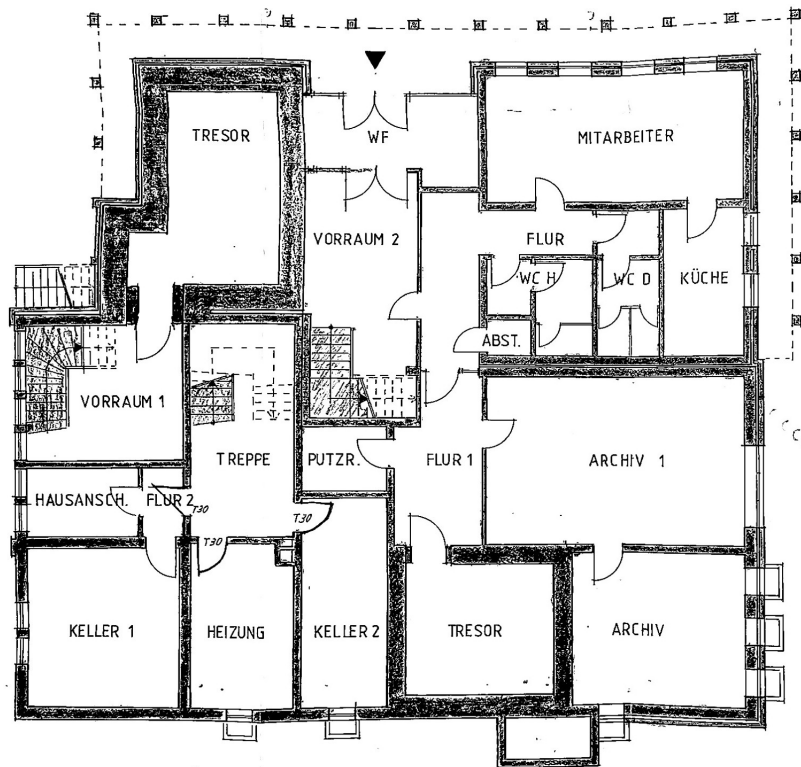 TRESOR
WF
MITARBEITER
VORRAUM 2
FLUR
WC H
WC D
KÜCHE
ABST.
VORRAUM 1
TREPPE
PUTZR.
FLUR 1
ARCHIV 1
HAUSANSCH.
FLUR 2
T30
T30
T30
KELLER 1
HEIZUNG
KELLER 2
TRESOR
ARCHIV